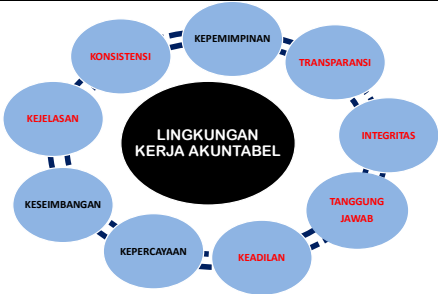 KEPEMIMPINAN
TRANSPARANSI
INTEGRITAS
TANGGUNG
JAWAB
KEADILAN
KEPERCAYAAN
KESEIMBANGAN
KEJELASAN
KONSISTENSI
LINGKUNGAN
KERJA AKUNTABEL